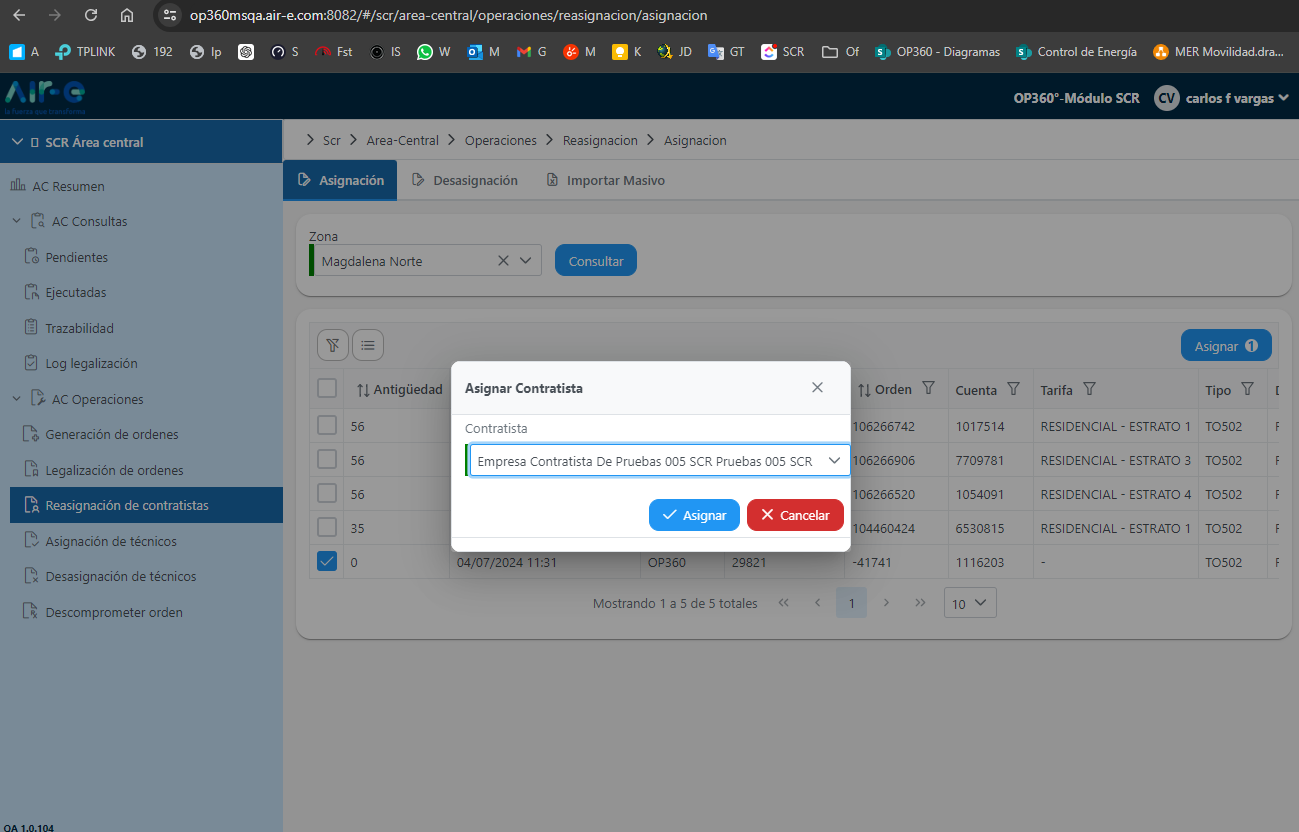 op360msqa.air-e.com:8082/#/scr/area-central/operaciones/reasignacion/asignacion
A TPLINK 192 Ip S Fst IS W M G M K JD GT SCR Of OP360 - Diagramas Control de Energía MER Movilidad.dra...
AIR-E
OP360°-Módulo SCR CV carlos f vargas
SCR Área central
Scr > Area-Central > Operaciones > Reasignacion > Asignacion
Asignación Desasignación Importar Masivo
AC Resumen
AC Consultas
Pendientes
Ejecutadas
Trazabilidad
Log legalización
AC Operaciones
Generación de ordenes
Legalización de ordenes
Reasignación de contratistas
Asignación de técnicos
Desasignación de técnicos
Descomprometer orden
QA 1.0.104
Zona
Magdalena Norte Consultar
Asignar 1
Antigüedad Orden Cuenta Tarifa Tipo
56 106266742 1017514 RESIDENCIAL - ESTRATO 1 TO502
56 106266906 7709781 RESIDENCIAL - ESTRATO 3 TO502
56 106266520 1054091 RESIDENCIAL - ESTRATO 4 TO502
35 104460424 6530815 RESIDENCIAL - ESTRATO 1 TO502
0 04/07/2024 11:31 OP360 29821 -41741 1116203 - TO502
Mostrando 1 a 5 de 5 totales « ‹ 1 › » 10
Asignar Contratista
Contratista
Empresa Contratista De Pruebas 005 SCR Pruebas 005 SCR
Asignar Cancelar